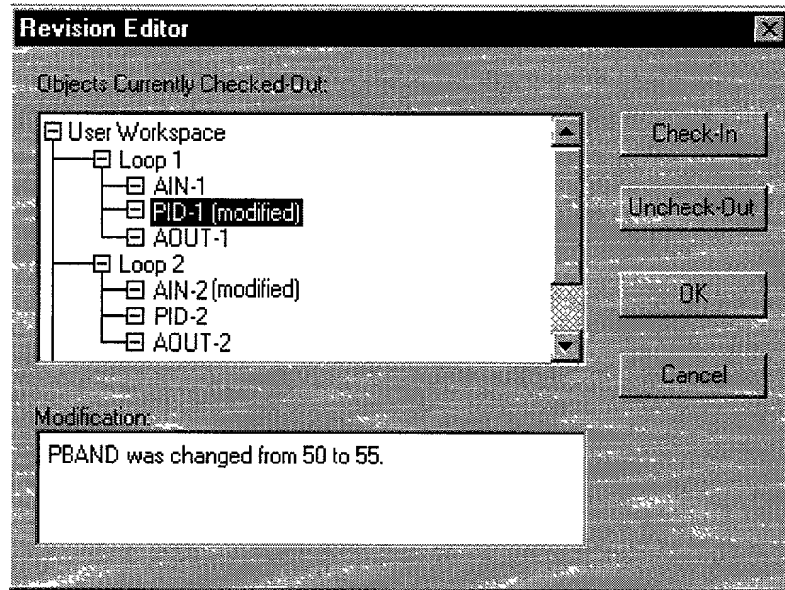 Revision Editor
Objects Currently Checked-Out:
User Workspace
Loop 1
AIN-1
PID-1 (modified)
AOUT-1
Loop 2
AIN-2 (modified)
PID-2
AOUT-2
Check-In
Uncheck-Out
OK
Cancel
Modification:
PBAND was changed from 50 to 55.